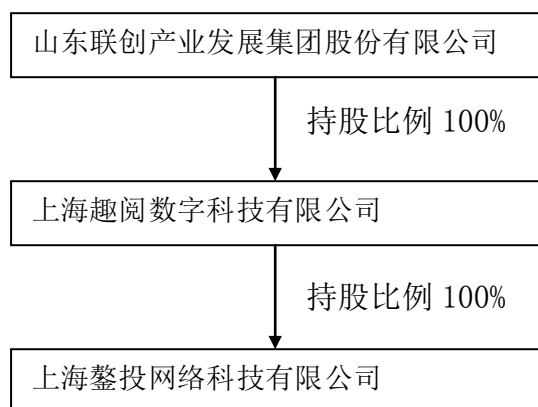 山东联创产业发展集团股份有限公司
持股比例 100%
上海趣阅数字科技有限公司
持股比例 100%
上海鏊投网络科技有限公司